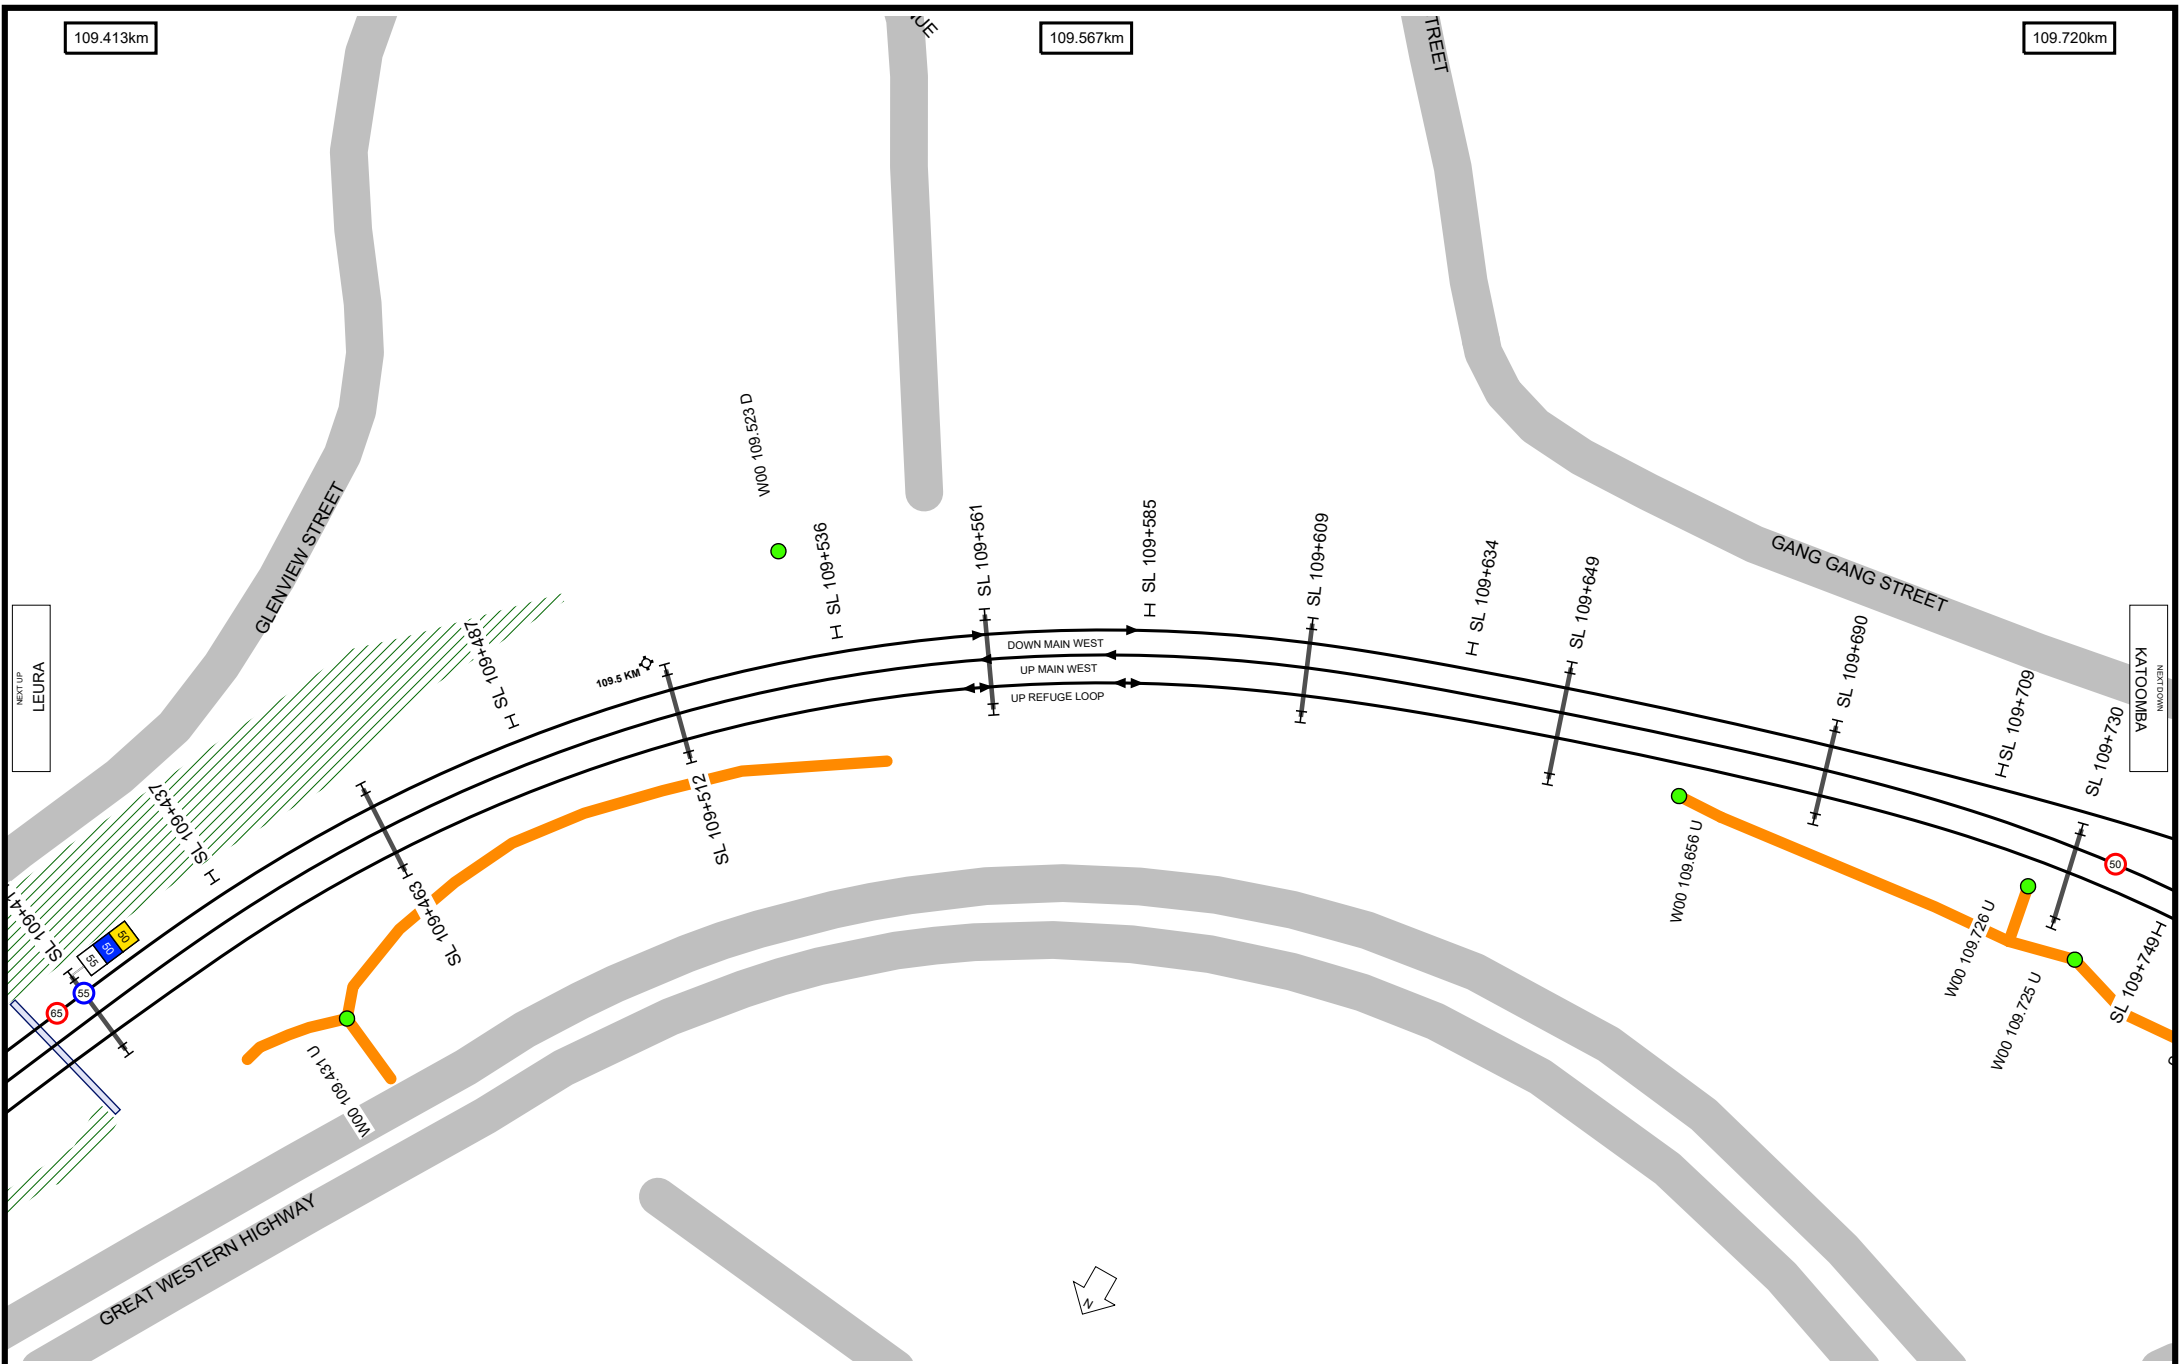 109.413km
109.567km
109.720km
TREET
W00 109.523 D
GLENVIEW STREET
SL 109+536
SL 109+561
SL 109+585
SL 109+609
SL 109+634
SL 109+649
GANG GANG STREET
SL 109+690
SL 109+709
SL 109+730
NEXT UP
LEURA
NEXT DOWN
KATOOMBA
SL 109+487
109.5 KM
DOWN MAIN WEST
UP MAIN WEST
UP REFUGE LOOP
SL 109+437
SL 109+512
SL 109+463
W00 109.656 U
50
SL 109+41
55
50
50
55
65
W00 109.726 U
W00 109.725 U
SL 109+749
W00 109.431 U
GREAT WESTERN HIGHWAY
N